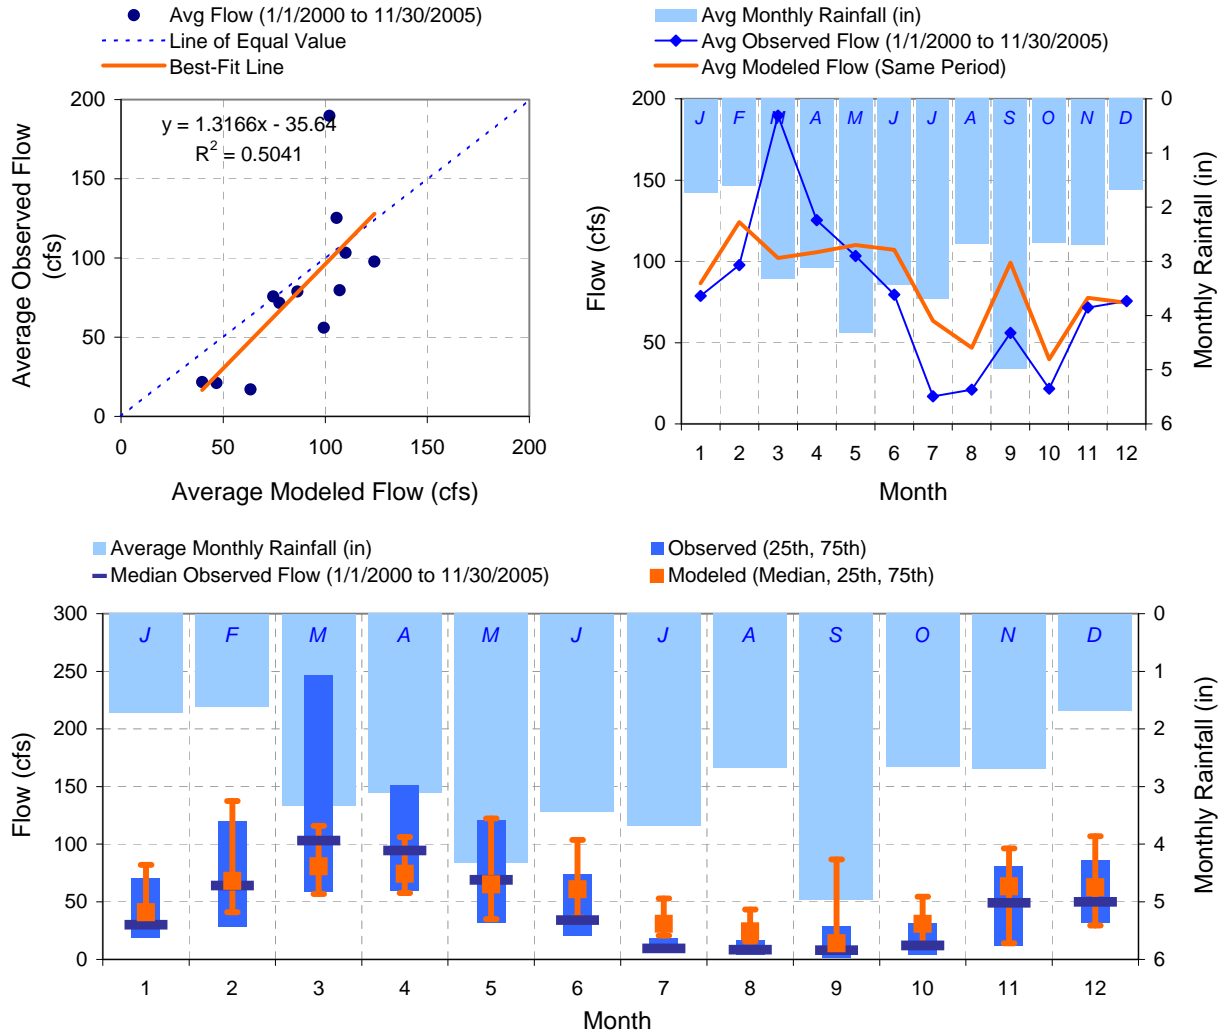 Avg Flow (1/1/2000 to 11/30/2005)
Line of Equal Value
Best-Fit Line
200
150
100
50
0
y = 1.3166x - 35.64
R² = 0.5041
0 50 100 150 200
Average Observed Flow
(cfs)
Average Modeled Flow (cfs)
Avg Monthly Rainfall (in)
Avg Observed Flow (1/1/2000 to 11/30/2005)
Avg Modeled Flow (Same Period)
200
150
100
50
0
J F M A M J J A S O N D
0
1
2
3
4
5
6
1 2 3 4 5 6 7 8 9 10 11 12
Flow (cfs)
Monthly Rainfall (in)
Month
Average Monthly Rainfall (in)
Median Observed Flow (1/1/2000 to 11/30/2005)
Observed (25th, 75th)
Modeled (Median, 25th, 75th)
300
250
200
150
100
50
0
J F M A M J J A S O N D
0
1
2
3
4
5
6
1 2 3 4 5 6 7 8 9 10 11 12
Flow (cfs)
Monthly Rainfall (in)
Month